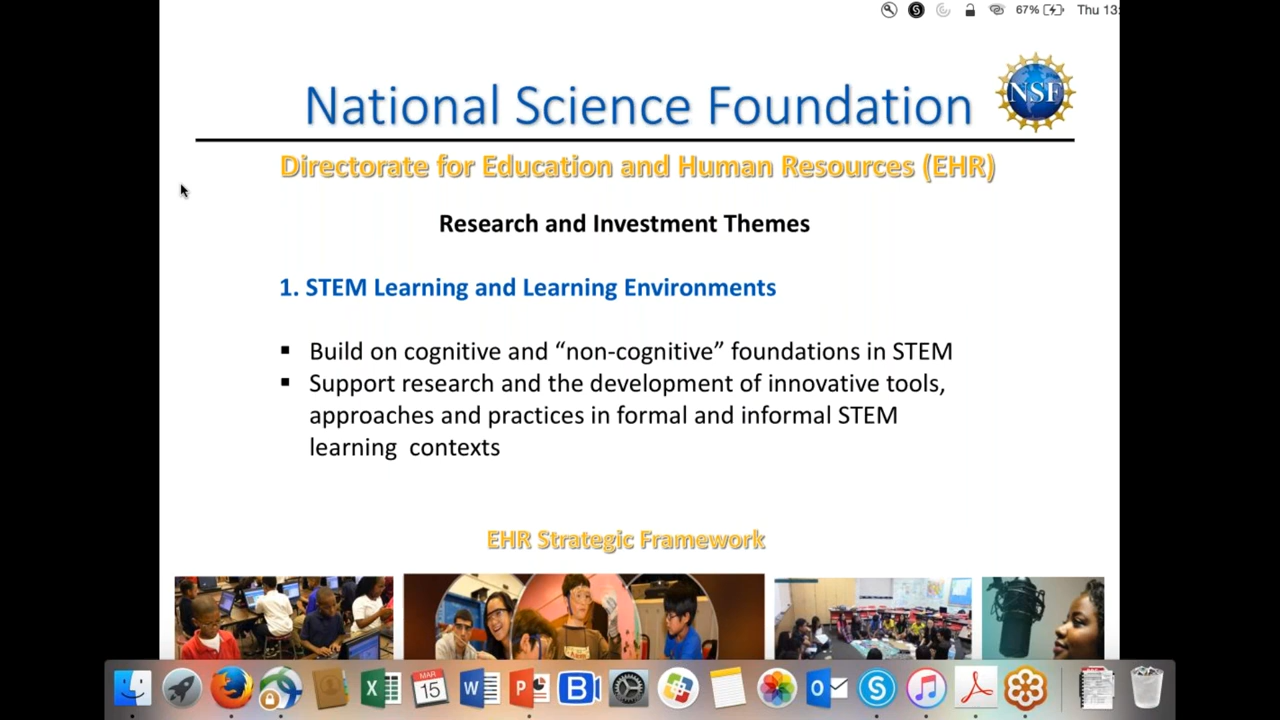 67% Thu 13:
National Science Foundation
NSF
Directorate for Education and Human Resources (EHR)
Research and Investment Themes
1. STEM Learning and Learning Environments
▪ Build on cognitive and “non-cognitive” foundations in STEM
▪ Support research and the development of innovative tools,
approaches and practices in formal and informal STEM
learning contexts
EHR Strategic Framework
MAR
15